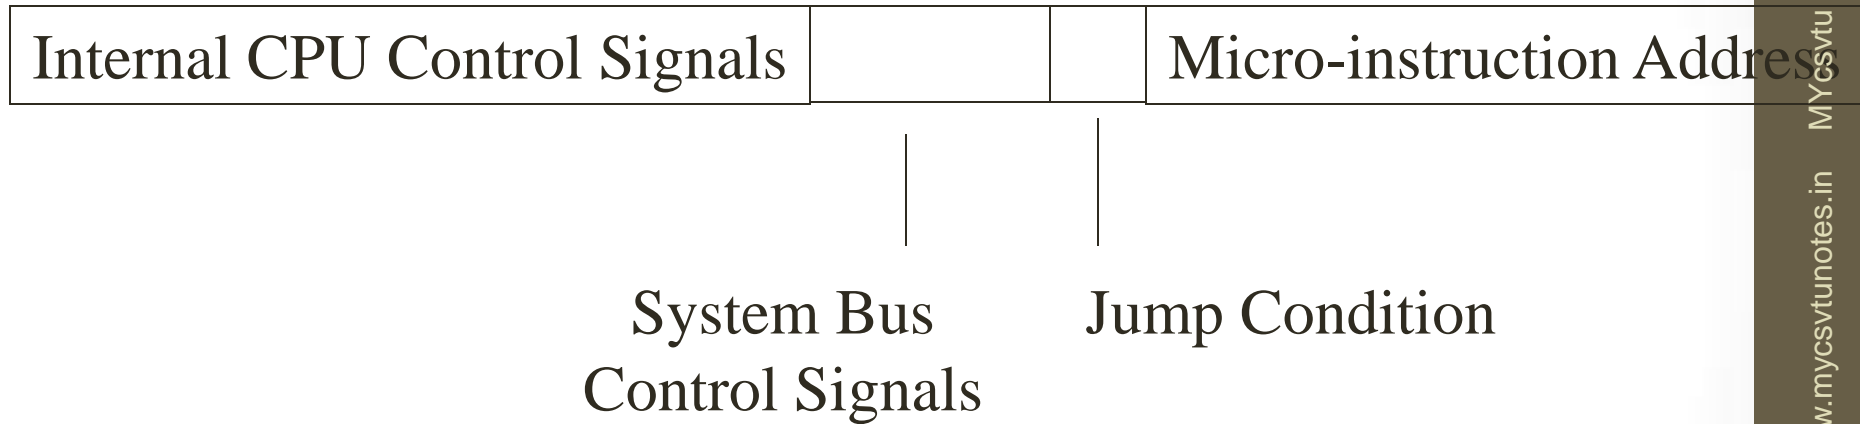 Internal CPU Control Signals
Micro-instruction Address
System Bus
Control Signals
Jump Condition
w.mycsvtunotes.in MYcsvtu